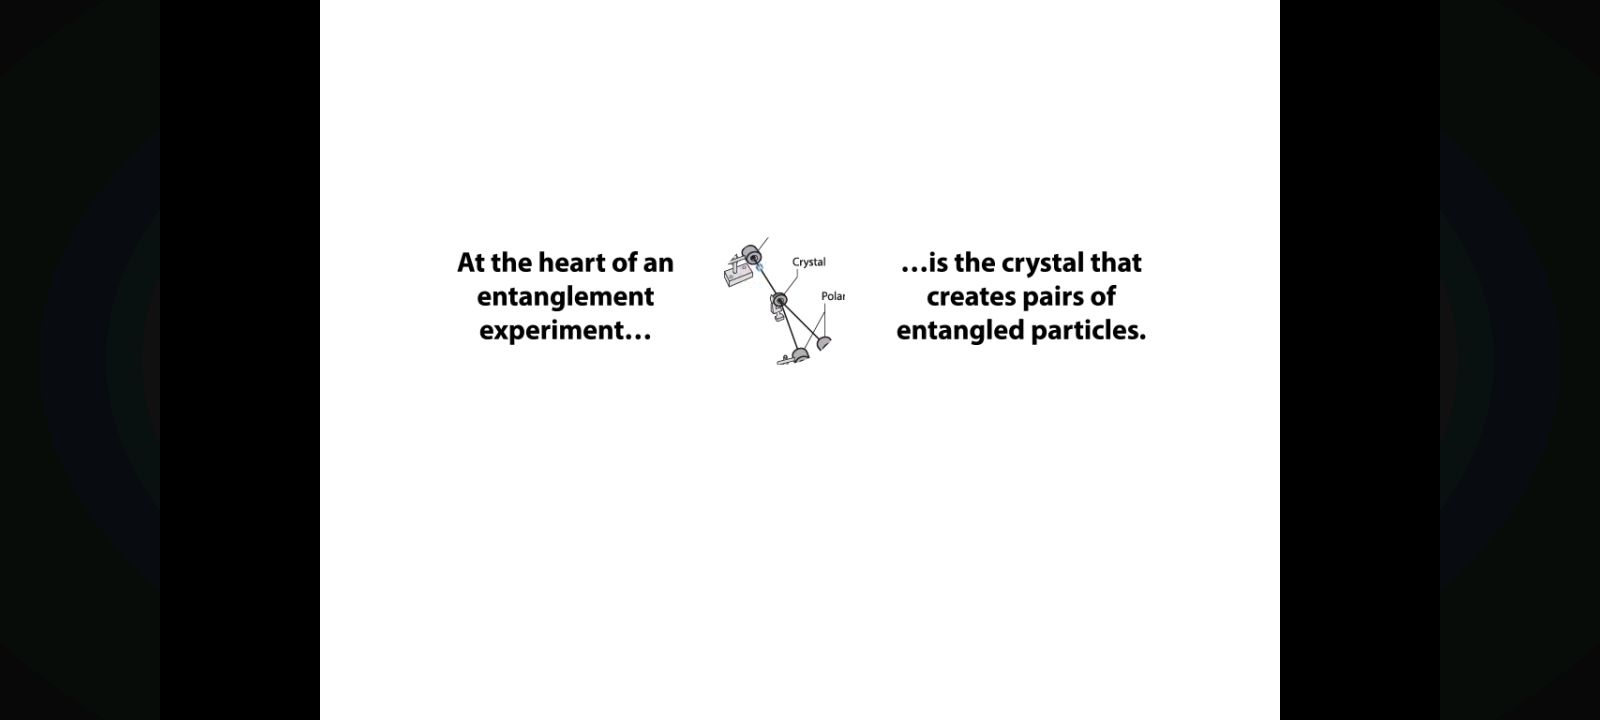 At the heart of an
entanglement
experiment...
Crystal
Polar
…is the crystal that
creates pairs of
entangled particles.